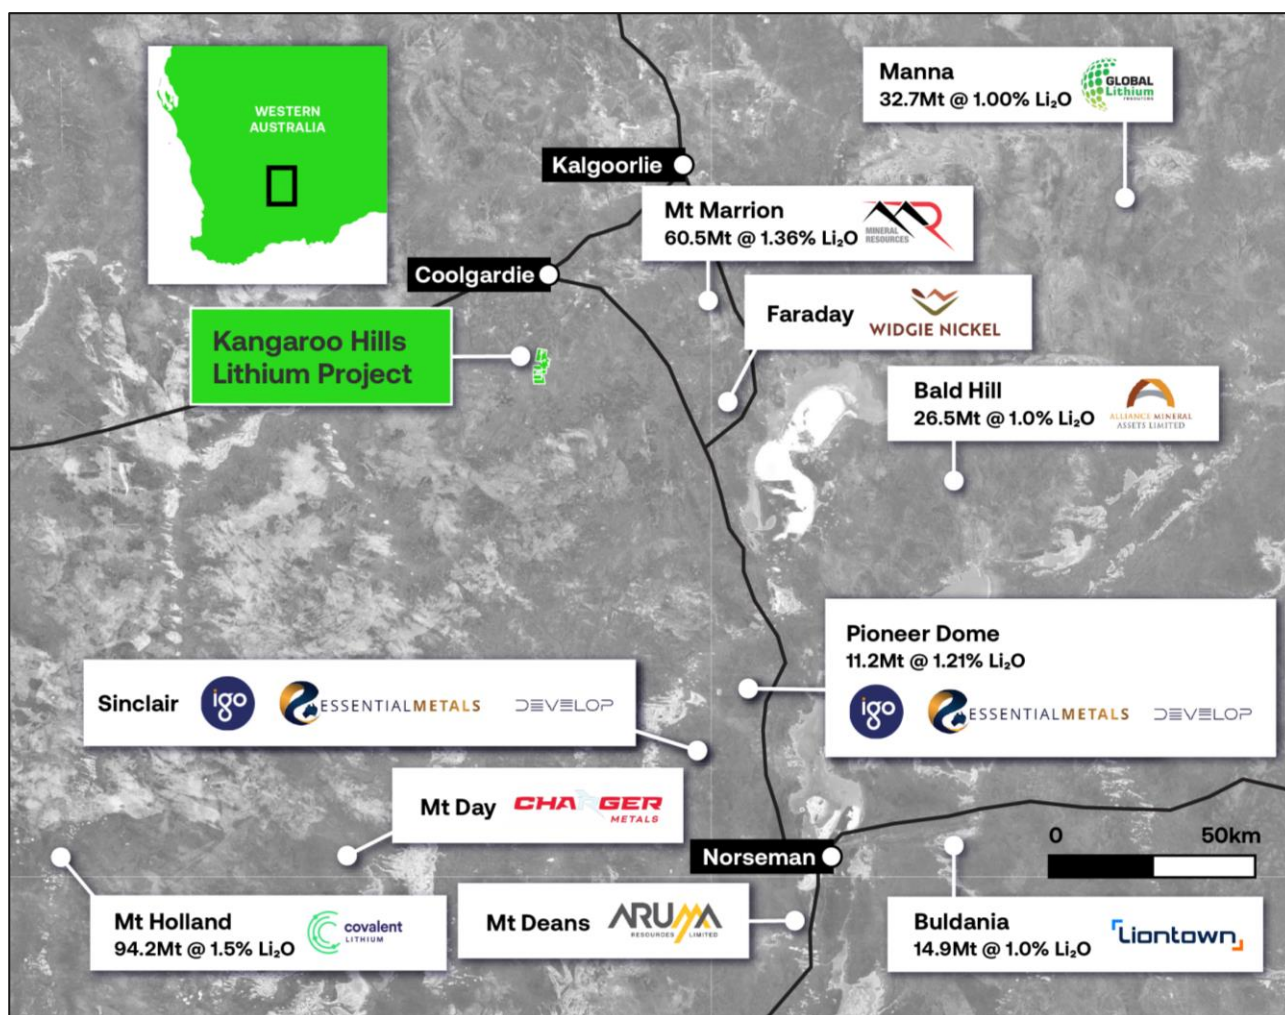 WESTERN
AUSTRALIA
Manna
32.7Mt @ 1.00% Li₂O
GLOBAL
Lithium
RESOURCES
Kalgoorlie
Mt Marrion
60.5Mt @ 1.36% Li₂O
MINERAL
RESOURCES
Coolgardie
Faraday
WIDGIE NICKEL
Kangaroo Hills
Lithium Project
Bald Hill
26.5Mt @ 1.0% Li₂O
ALLIANCE MINERAL
ASSETS LIMITED
Pioneer Dome
11.2Mt @ 1.21% Li₂O
igo
ESSENTIALMETALS
DEVELOP
Sinclair
igo
ESSENTIALMETALS
DEVELOP
Mt Day
CHARGER
METALS
Norseman
0 50km
Mt Holland
94.2Mt @ 1.5% Li₂O
covalent
LITHIUM
Mt Deans
ARUMA
RESOURCES LIMITED
Buldania
14.9Mt @ 1.0% Li₂O
Liontown